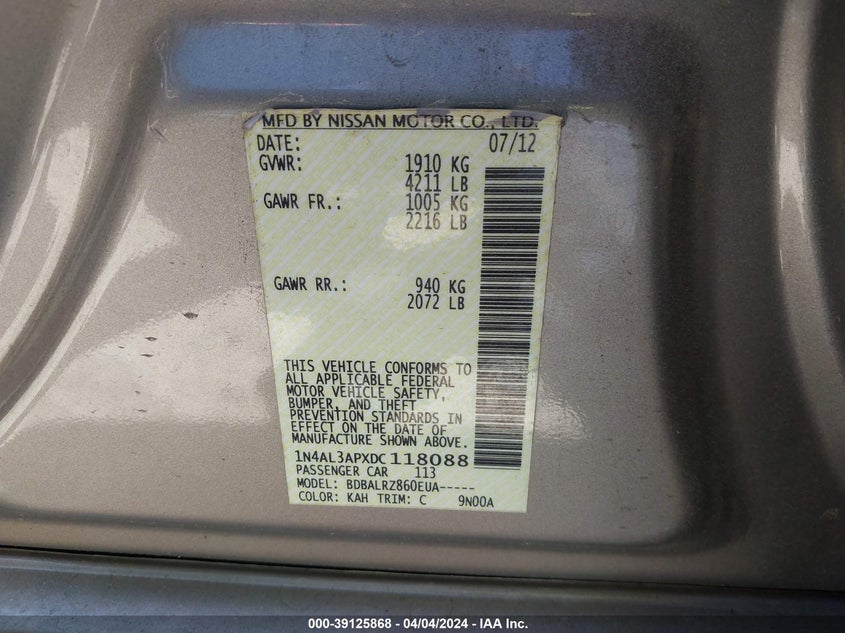 MFD BY NISSAN MOTOR CO., LTD.
DATE: 07/12
GVWR: 1910 KG
4211 LB
GAWR FR.: 1005 KG
2216 LB
GAWR RR.: 940 KG
2072 LB
THIS VEHICLE CONFORMS TO
ALL APPLICABLE FEDERAL
MOTOR VEHICLE SAFETY,
BUMPER, AND THEFT
PREVENTION STANDARDS IN
EFFECT ON THE DATE OF
MANUFACTURE SHOWN ABOVE.
1N4AL3APXDC118088
PASSENGER CAR 113
MODEL: BDBALRZ860EUA-----
COLOR: KAH TRIM: C 9N00A
000-39125868 - 04/04/2024 - IAA Inc.